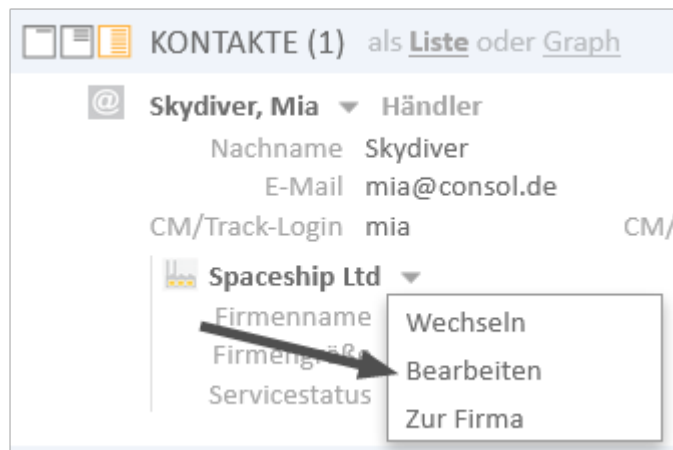 KONTAKTE (1) als Liste oder Graph
@
Skydiver, Mia Händler
Nachname Skydiver
E-Mail mia@consol.de
CM/Track-Login mia CM/
Spaceship Ltd
Firmenname
Wechseln
Firmengröße
Bearbeiten
Servicestatus
Zur Firma